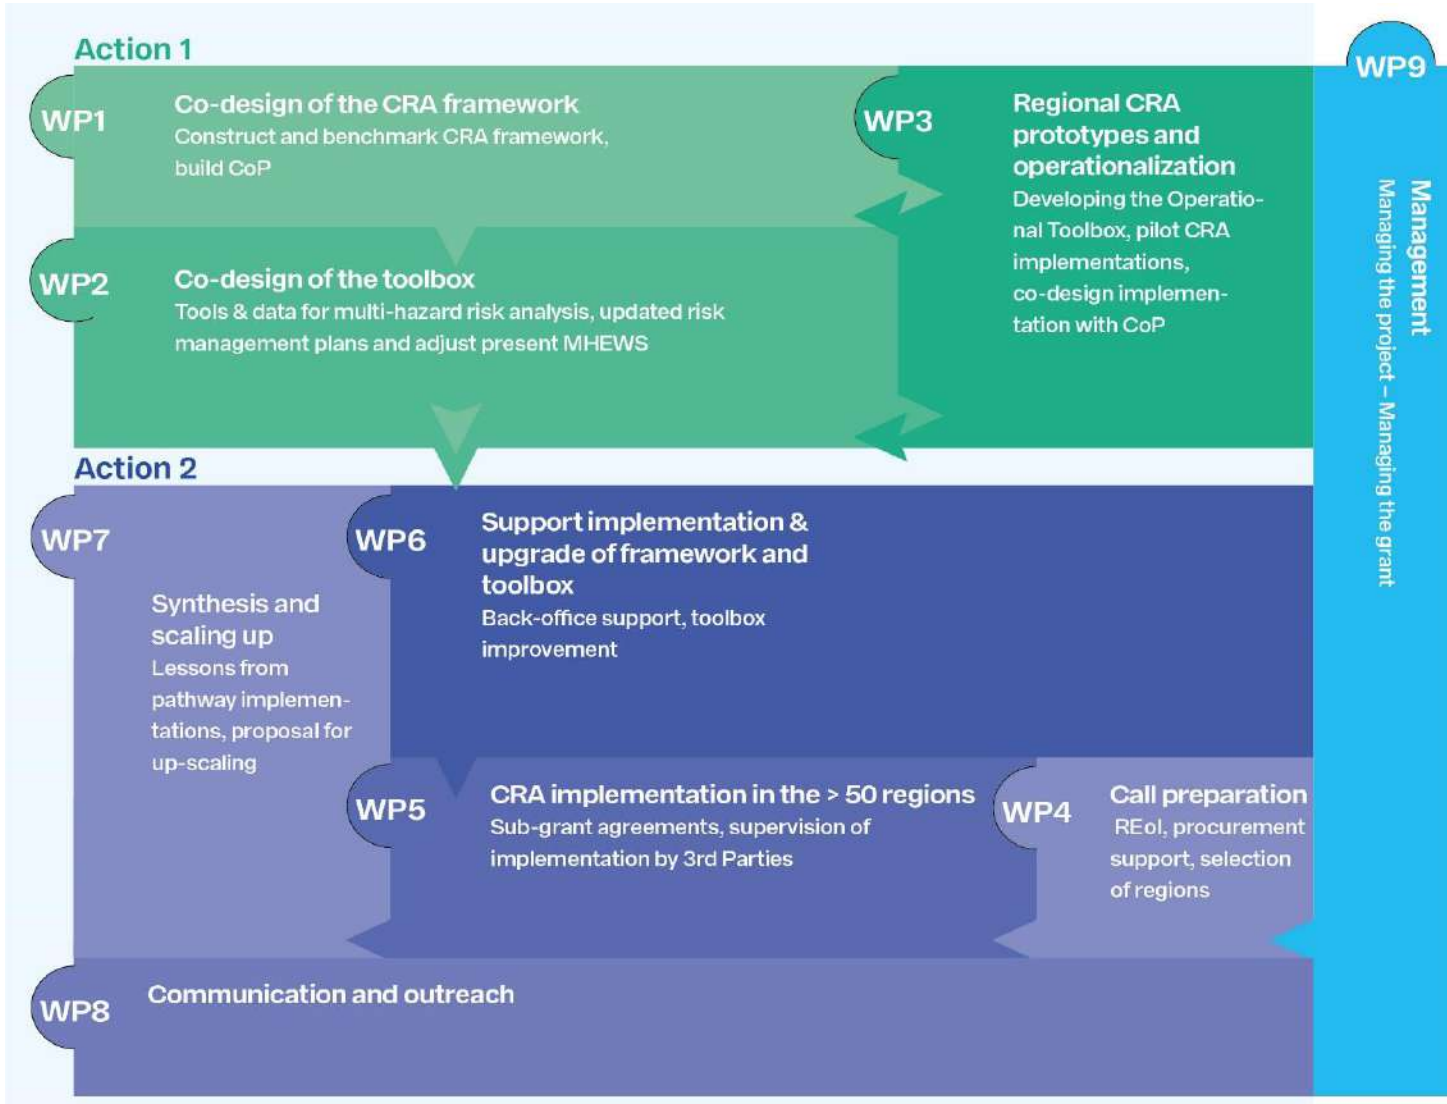 Action 1
WP1
Co-design of the CRA framework
Construct and benchmark CRA framework,
build CoP
WP2
Co-design of the toolbox
Tools & data for multi-hazard risk analysis, updated risk
management plans and adjust present MHEWS
WP3
Regional CRA
prototypes and
operationalization
Developing the Operatio-
nal Toolbox, pilot CRA
implementations,
co-design implemen-
tation with CoP
Action 2
WP7
Synthesis and
scaling up
Lessons from
pathway implemen-
tations, proposal for
up-scaling
WP6
Support implementation &
upgrade of framework and
toolbox
Back-office support, toolbox
improvement
WP5
CRA implementation in the > 50 regions
Sub-grant agreements, supervision of
implementation by 3rd Parties
WP4
Call preparation
REoI, procurement
support, selection
of regions
WP8
Communication and outreach
WP9
Management
Managing the project – Managing the grant